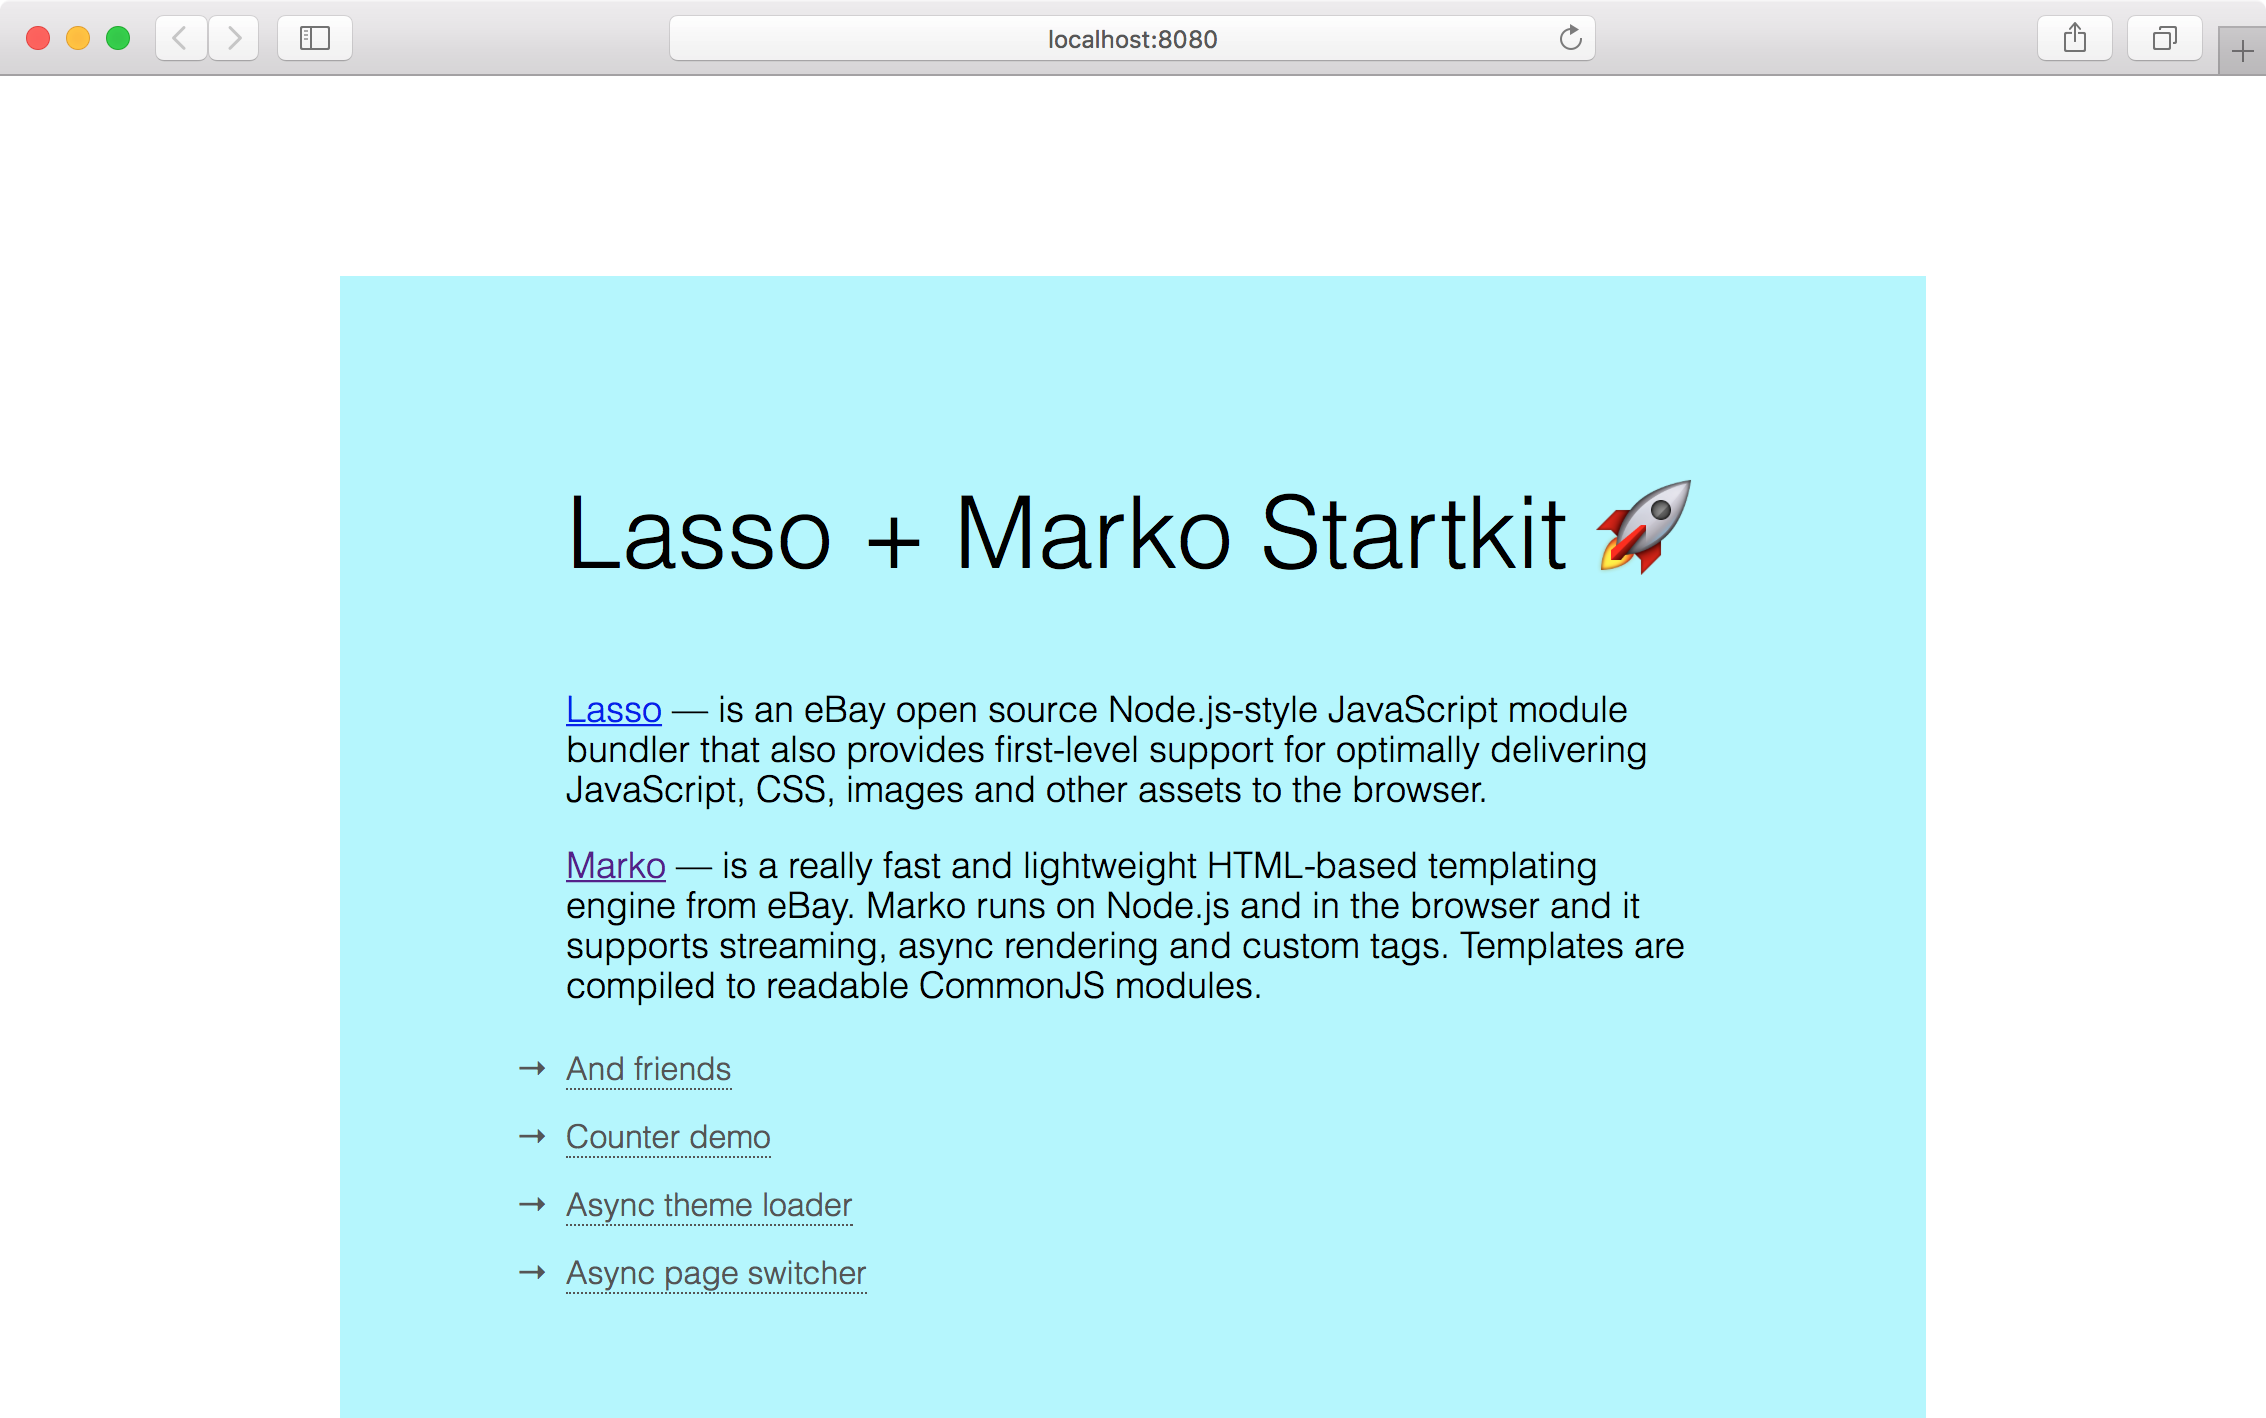 localhost:8080
Lasso + Marko Startkit 🚀
Lasso — is an eBay open source Node.js-style JavaScript module
bundler that also provides first-level support for optimally delivering
JavaScript, CSS, images and other assets to the browser.
Marko — is a really fast and lightweight HTML-based templating
engine from eBay. Marko runs on Node.js and in the browser and it
supports streaming, async rendering and custom tags. Templates are
compiled to readable CommonJS modules.
→ And friends
→ Counter demo
→ Async theme loader
→ Async page switcher